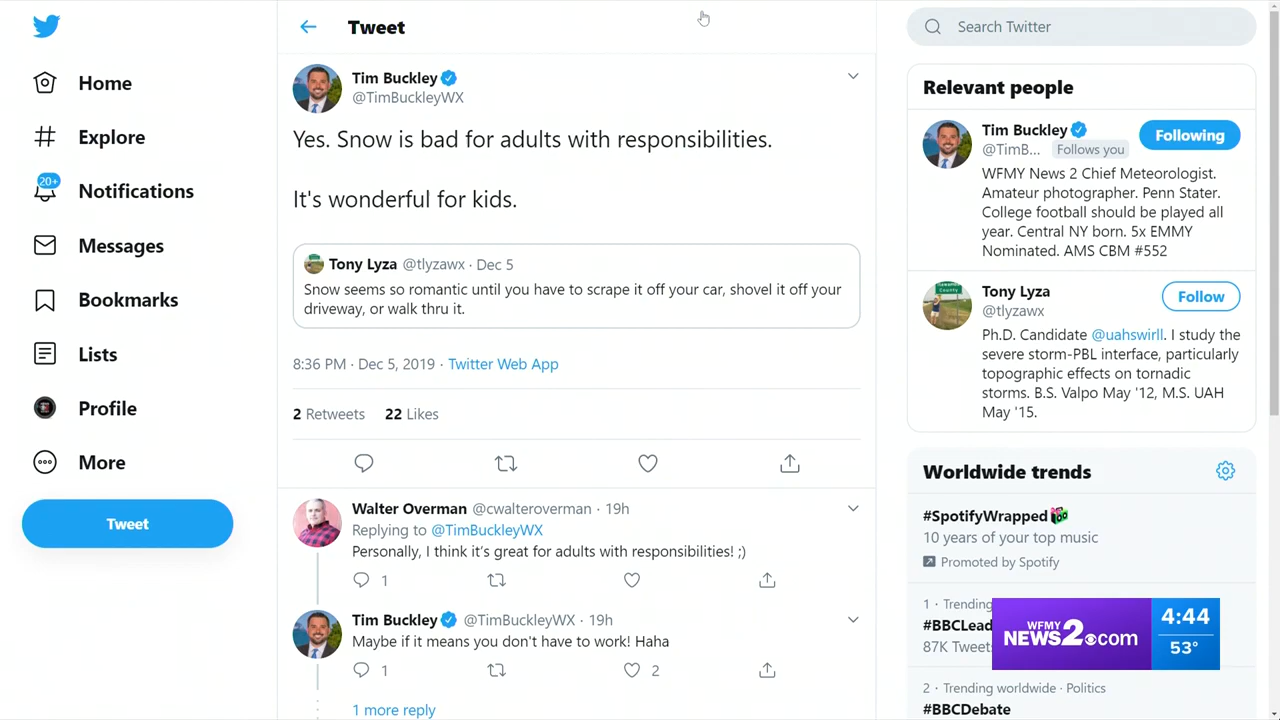 Home
Explore
20+
Notifications
Messages
Bookmarks
Lists
Profile
More
Tweet
Tweet
Tim Buckley
@TimBuckleyWX
Yes. Snow is bad for adults with responsibilities.
It's wonderful for kids.
Tony Lyza @tlyzawx · Dec 5
Snow seems so romantic until you have to scrape it off your car, shovel it off your
driveway, or walk thru it.
8:36 PM · Dec 5, 2019 · Twitter Web App
2 Retweets 22 Likes
Walter Overman @cwalteroverman · 19h
Replying to @TimBuckleyWX
Personally, I think it's great for adults with responsibilities! ;)
1
Tim Buckley @TimBuckleyWX · 19h
Maybe if it means you don't have to work! Haha
1 2
1 more reply
Search Twitter
Relevant people
Tim Buckley
@TimB... Follows you
Following
WFMY News 2 Chief Meteorologist.
Amateur photographer. Penn Stater.
College football should be played all
year. Central NY born. 5x EMMY
Nominated. AMS CBM #552
Tony Lyza
@tlyzawx
Follow
Ph.D. Candidate @uahswirll. I study the
severe storm-PBL interface, particularly
topographic effects on tornadic
storms. B.S. Valpo May '12, M.S. UAH
May '15.
Worldwide trends
#SpotifyWrapped
10 years of your top music
Promoted by Spotify
1 · Trending
#BBCLead
87K Tweets
2 · Trending worldwide · Politics
#BBCDebate
WFMY
NEWS 2 CBS.com
4:44
53°